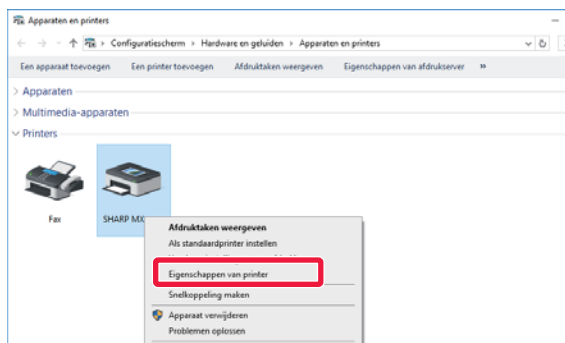 Apparaten en printers
Configuratiescherm > Hardware en geluiden > Apparaten en printers
Een apparaat toevoegen Een printer toevoegen Afdruktaken weergeven Eigenschappen van afdrukserver »
Apparaten
Multimedia-apparaten
Printers
Fax SHARP MX
Afdruktaken weergeven
Als standaardprinter instellen
Eigenschappen van printer
Snelkoppeling maken
Apparaat verwijderen
Problemen oplossen